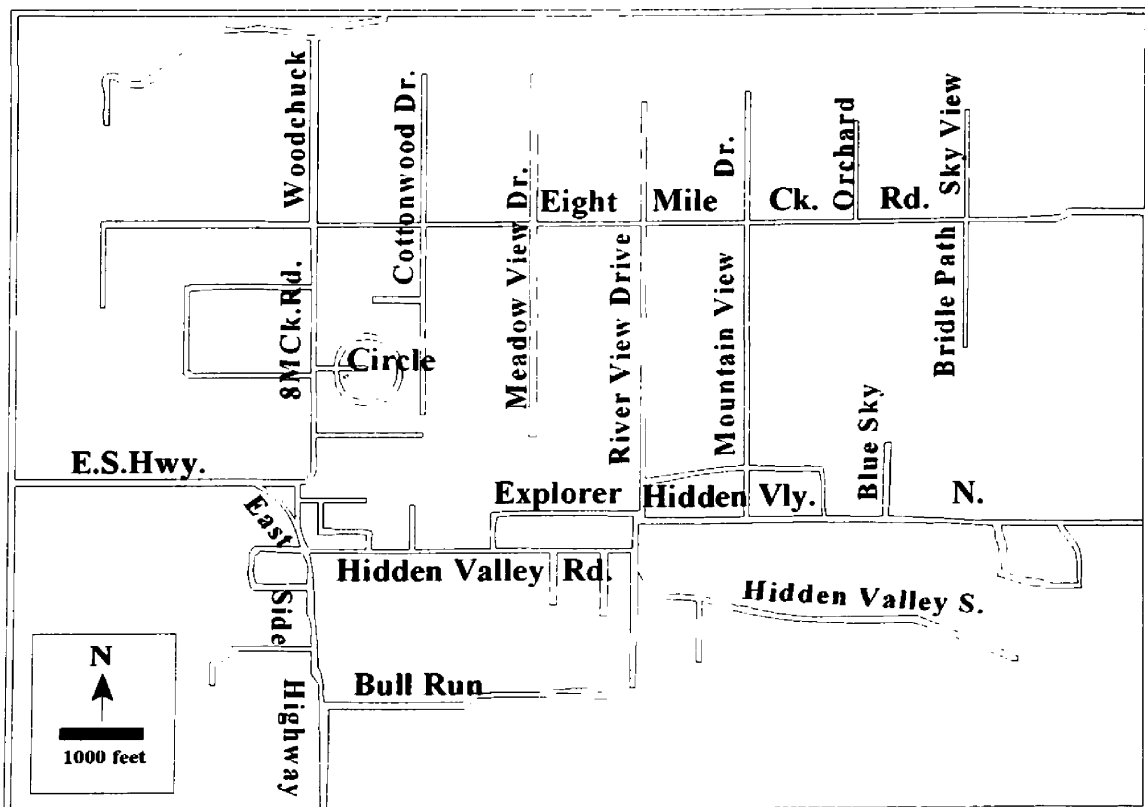 Woodchuck
Cottonwood Dr.
Meadow View Dr.
Eight Mile Ck. Rd.
Dr.
Orchard
Sky View
8MCk.Rd.
Circle
River View Drive
Mountain View
Bridle Path
E.S.Hwy.
Blue Sky
Explorer
Hidden Vly. N.
East
Side
Highway
Hidden Valley Rd.
Hidden Valley S.
Bull Run
N
1000 feet